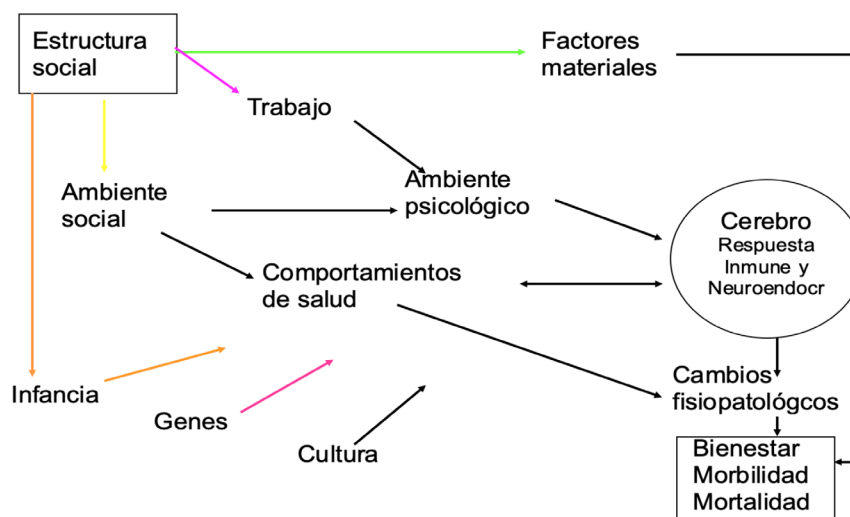 Estructura
social
Factores
materiales
Trabajo
Ambiente
social
Ambiente
psicológico
Cerebro
Respuesta
Inmune y
Neuroendocr
Comportamientos
de salud
Infancia
Genes
Cultura
Cambios
fisiopatológcos
Bienestar
Morbilidad
Mortalidad